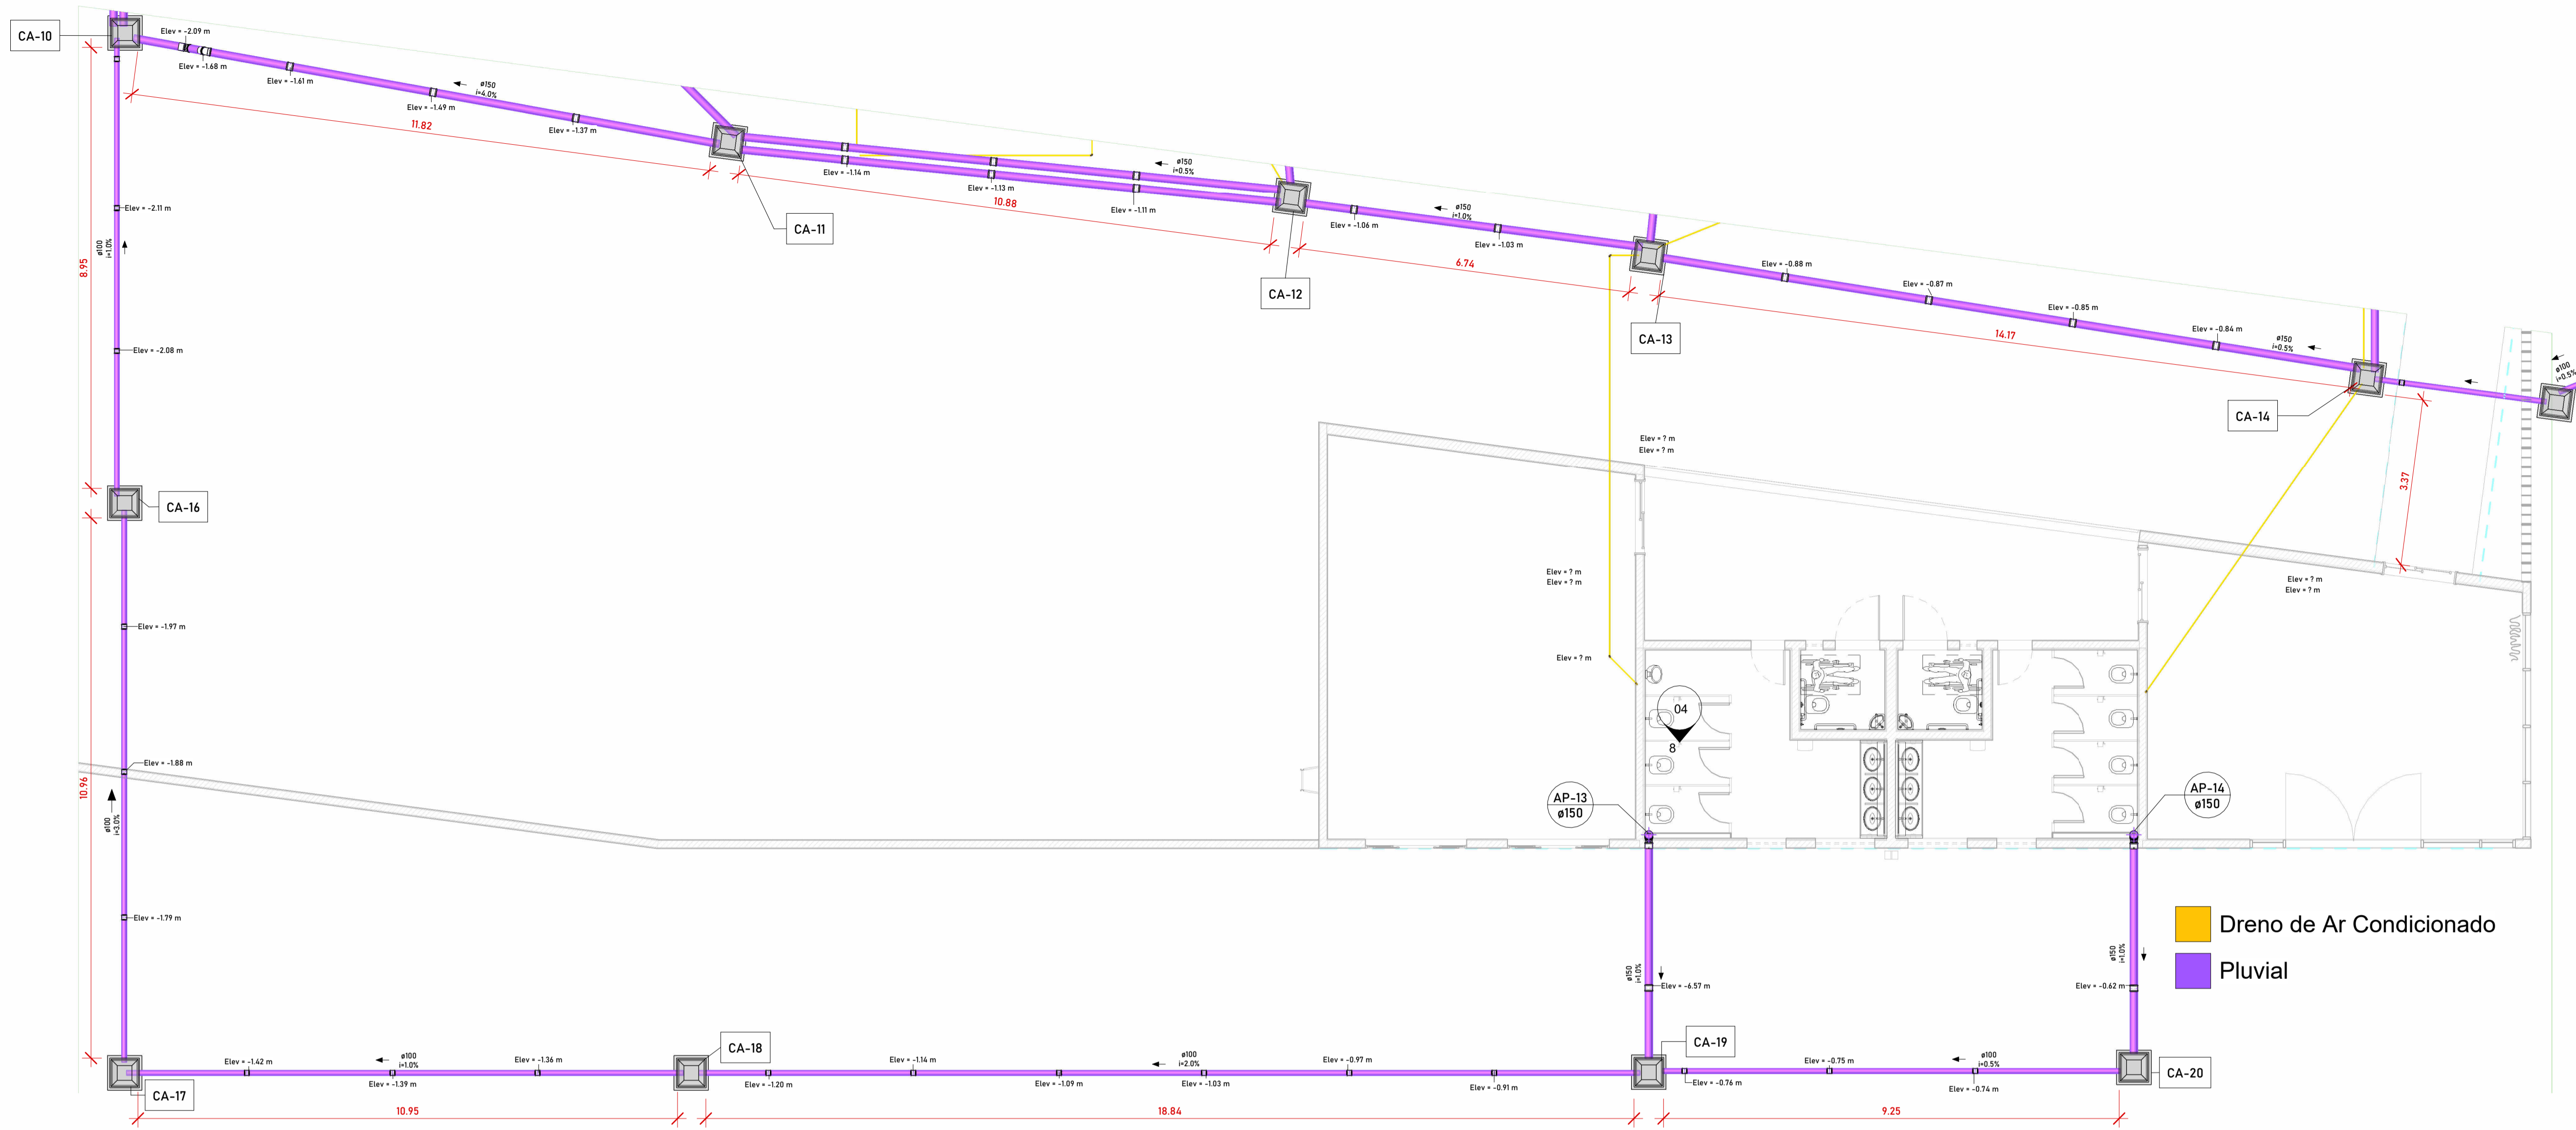 CA-10
Elev = -2.09 m
Elev = -1.68 m
Elev = -1.61 m
ø150
i=4.0%
Elev = -1.49 m
Elev = -1.37 m
11.82
ø150
i=0.5%
Elev = -1.14 m
Elev = -1.13 m
Elev = -1.11 m
10.88
CA-11
ø150
i=1.0%
Elev = -1.06 m
Elev = -1.03 m
6.74
CA-12
Elev = -0.88 m
Elev = -0.87 m
Elev = -0.85 m
Elev = -0.84 m
ø150
i=0.5%
14.17
CA-13
CA-14
ø100
i=0.5%
3.37
Elev = -2.11 m
ø100
i=1.0%
8.95
Elev = -2.08 m
CA-16
Elev = ? m
Elev = ? m
Elev = ? m
Elev = ? m
Elev = ? m
Elev = ? m
Elev = ? m
Elev = -1.97 m
Elev = -1.88 m
10.96
ø100
i=3.0%
Elev = -1.79 m
04
8
AP-13
ø150
AP-14
ø150
ø150
i=1.0%
Elev = -6.57 m
ø150
i=1.0%
Elev = -0.62 m
Dreno de Ar Condicionado
Pluvial
CA-17
Elev = -1.42 m
ø100
i=1.0%
Elev = -1.39 m
Elev = -1.36 m
CA-18
Elev = -1.20 m
Elev = -1.14 m
Elev = -1.09 m
ø100
i=2.0%
Elev = -1.03 m
Elev = -0.97 m
Elev = -0.91 m
CA-19
Elev = -0.76 m
Elev = -0.75 m
ø100
i=0.5%
Elev = -0.74 m
CA-20
10.95
18.84
9.25